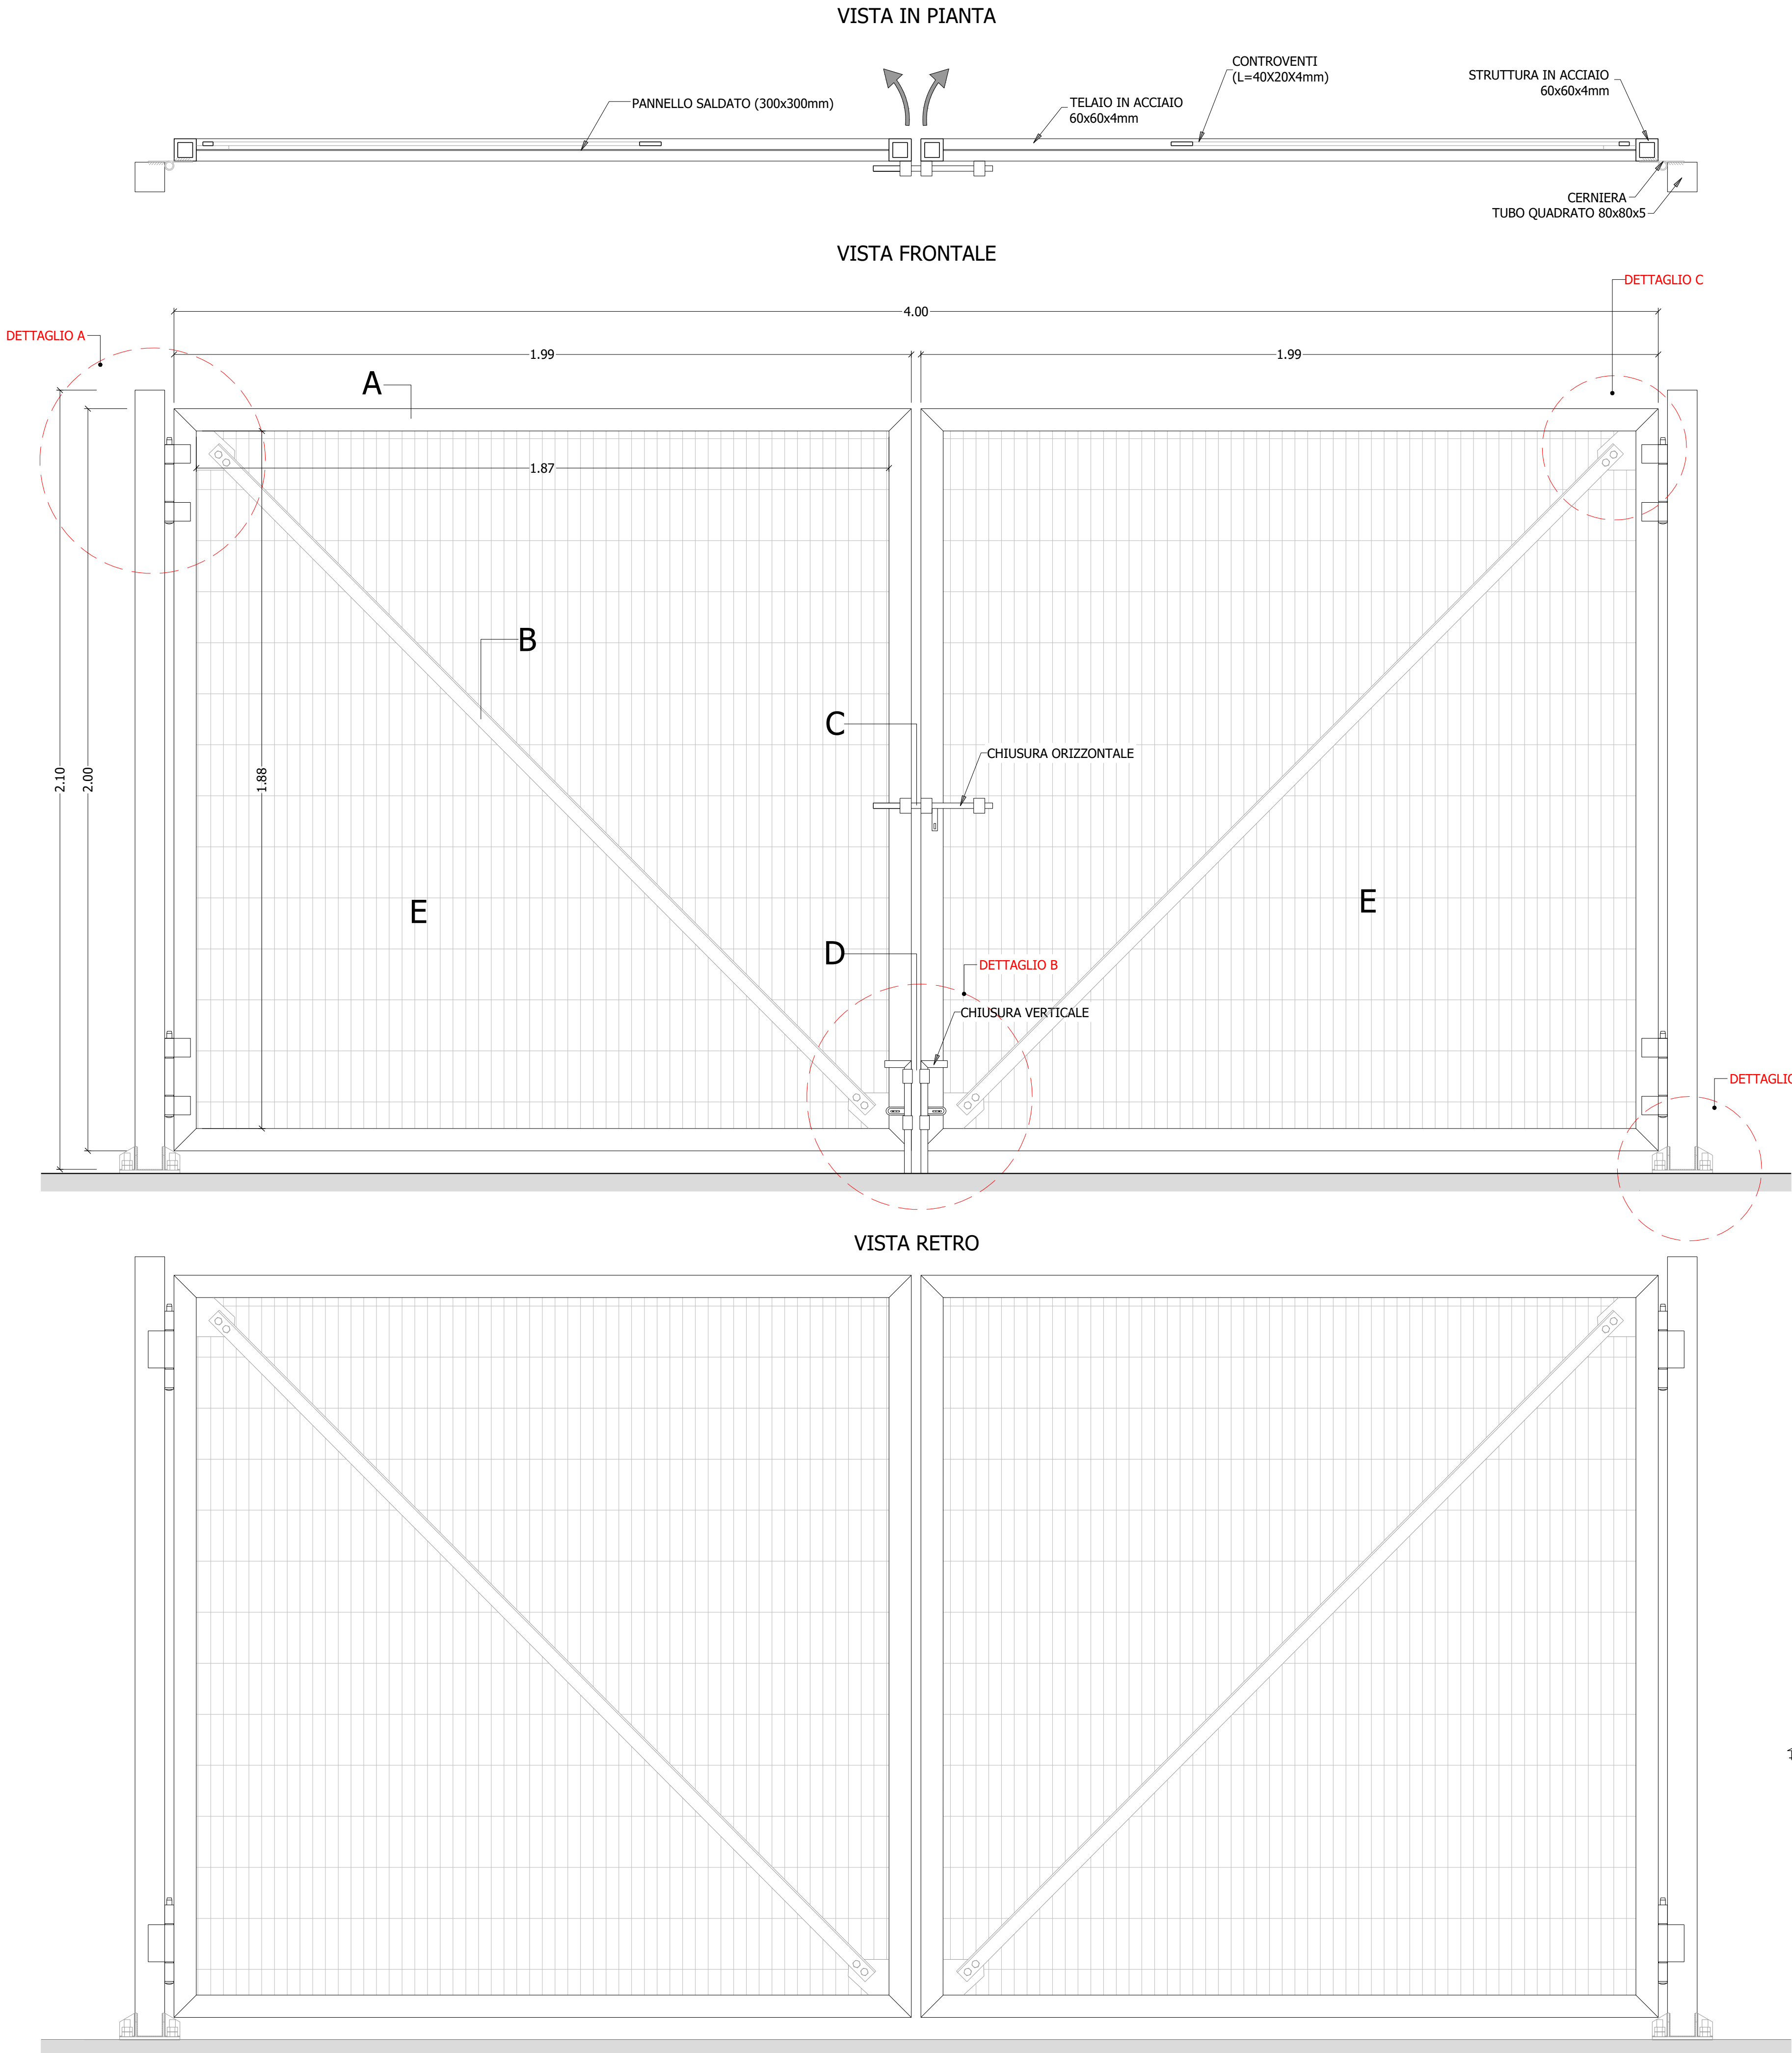 VISTA IN PIANTA
CONTROVENTI
(L=40X20X4mm)
STRUTTURA IN ACCIAIO
60x60x4mm
PANNELLO SALDATO (300x300mm)
TELAIO IN ACCIAIO
60x60x4mm
CERNIERA
TUBO QUADRATO 80x80x5
VISTA FRONTALE
DETTAGLIO C
4.00
DETTAGLIO A
1.99
1.99
A
1.87
B
C
CHIUSURA ORIZZONTALE
2.10
2.00
1.88
E
E
D
DETTAGLIO B
CHIUSURA VERTICALE
DETTAGLIO
VISTA RETRO